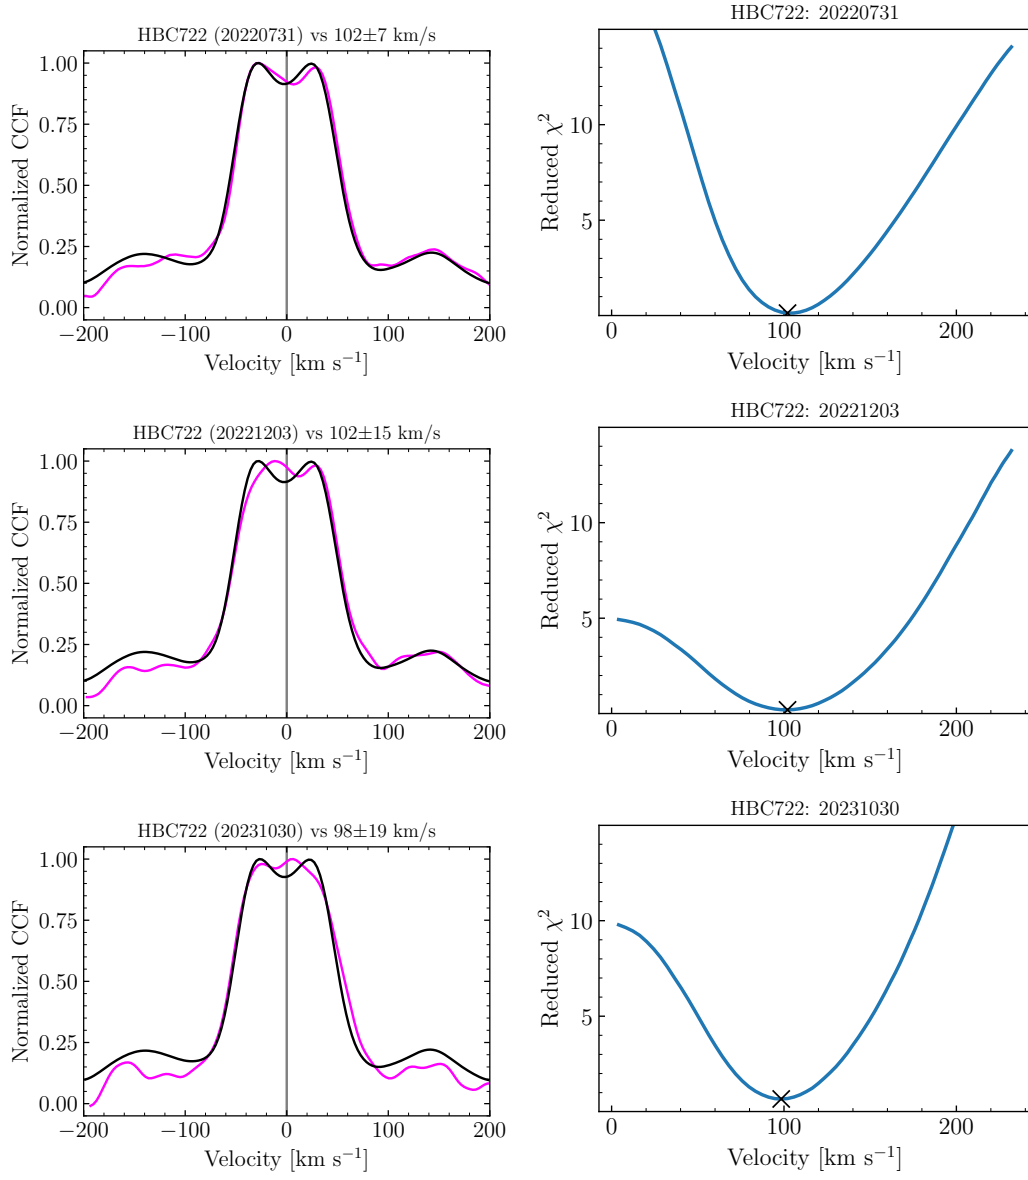 HBC722 (20220731) vs 102±7 km/s
1.00
0.75
0.50
0.25
0.00
Normalized CCF
−200 −100 0 100 200
Velocity [km s−1]
HBC722: 20220731
10
5
Reduced χ2
0 100 200
Velocity [km s−1]
HBC722 (20221203) vs 102±15 km/s
1.00
0.75
0.50
0.25
0.00
Normalized CCF
−200 −100 0 100 200
Velocity [km s−1]
HBC722: 20221203
10
5
Reduced χ2
0 100 200
Velocity [km s−1]
HBC722 (20231030) vs 98±19 km/s
1.00
0.75
0.50
0.25
0.00
Normalized CCF
−200 −100 0 100 200
Velocity [km s−1]
HBC722: 20231030
10
5
Reduced χ2
0 100 200
Velocity [km s−1]